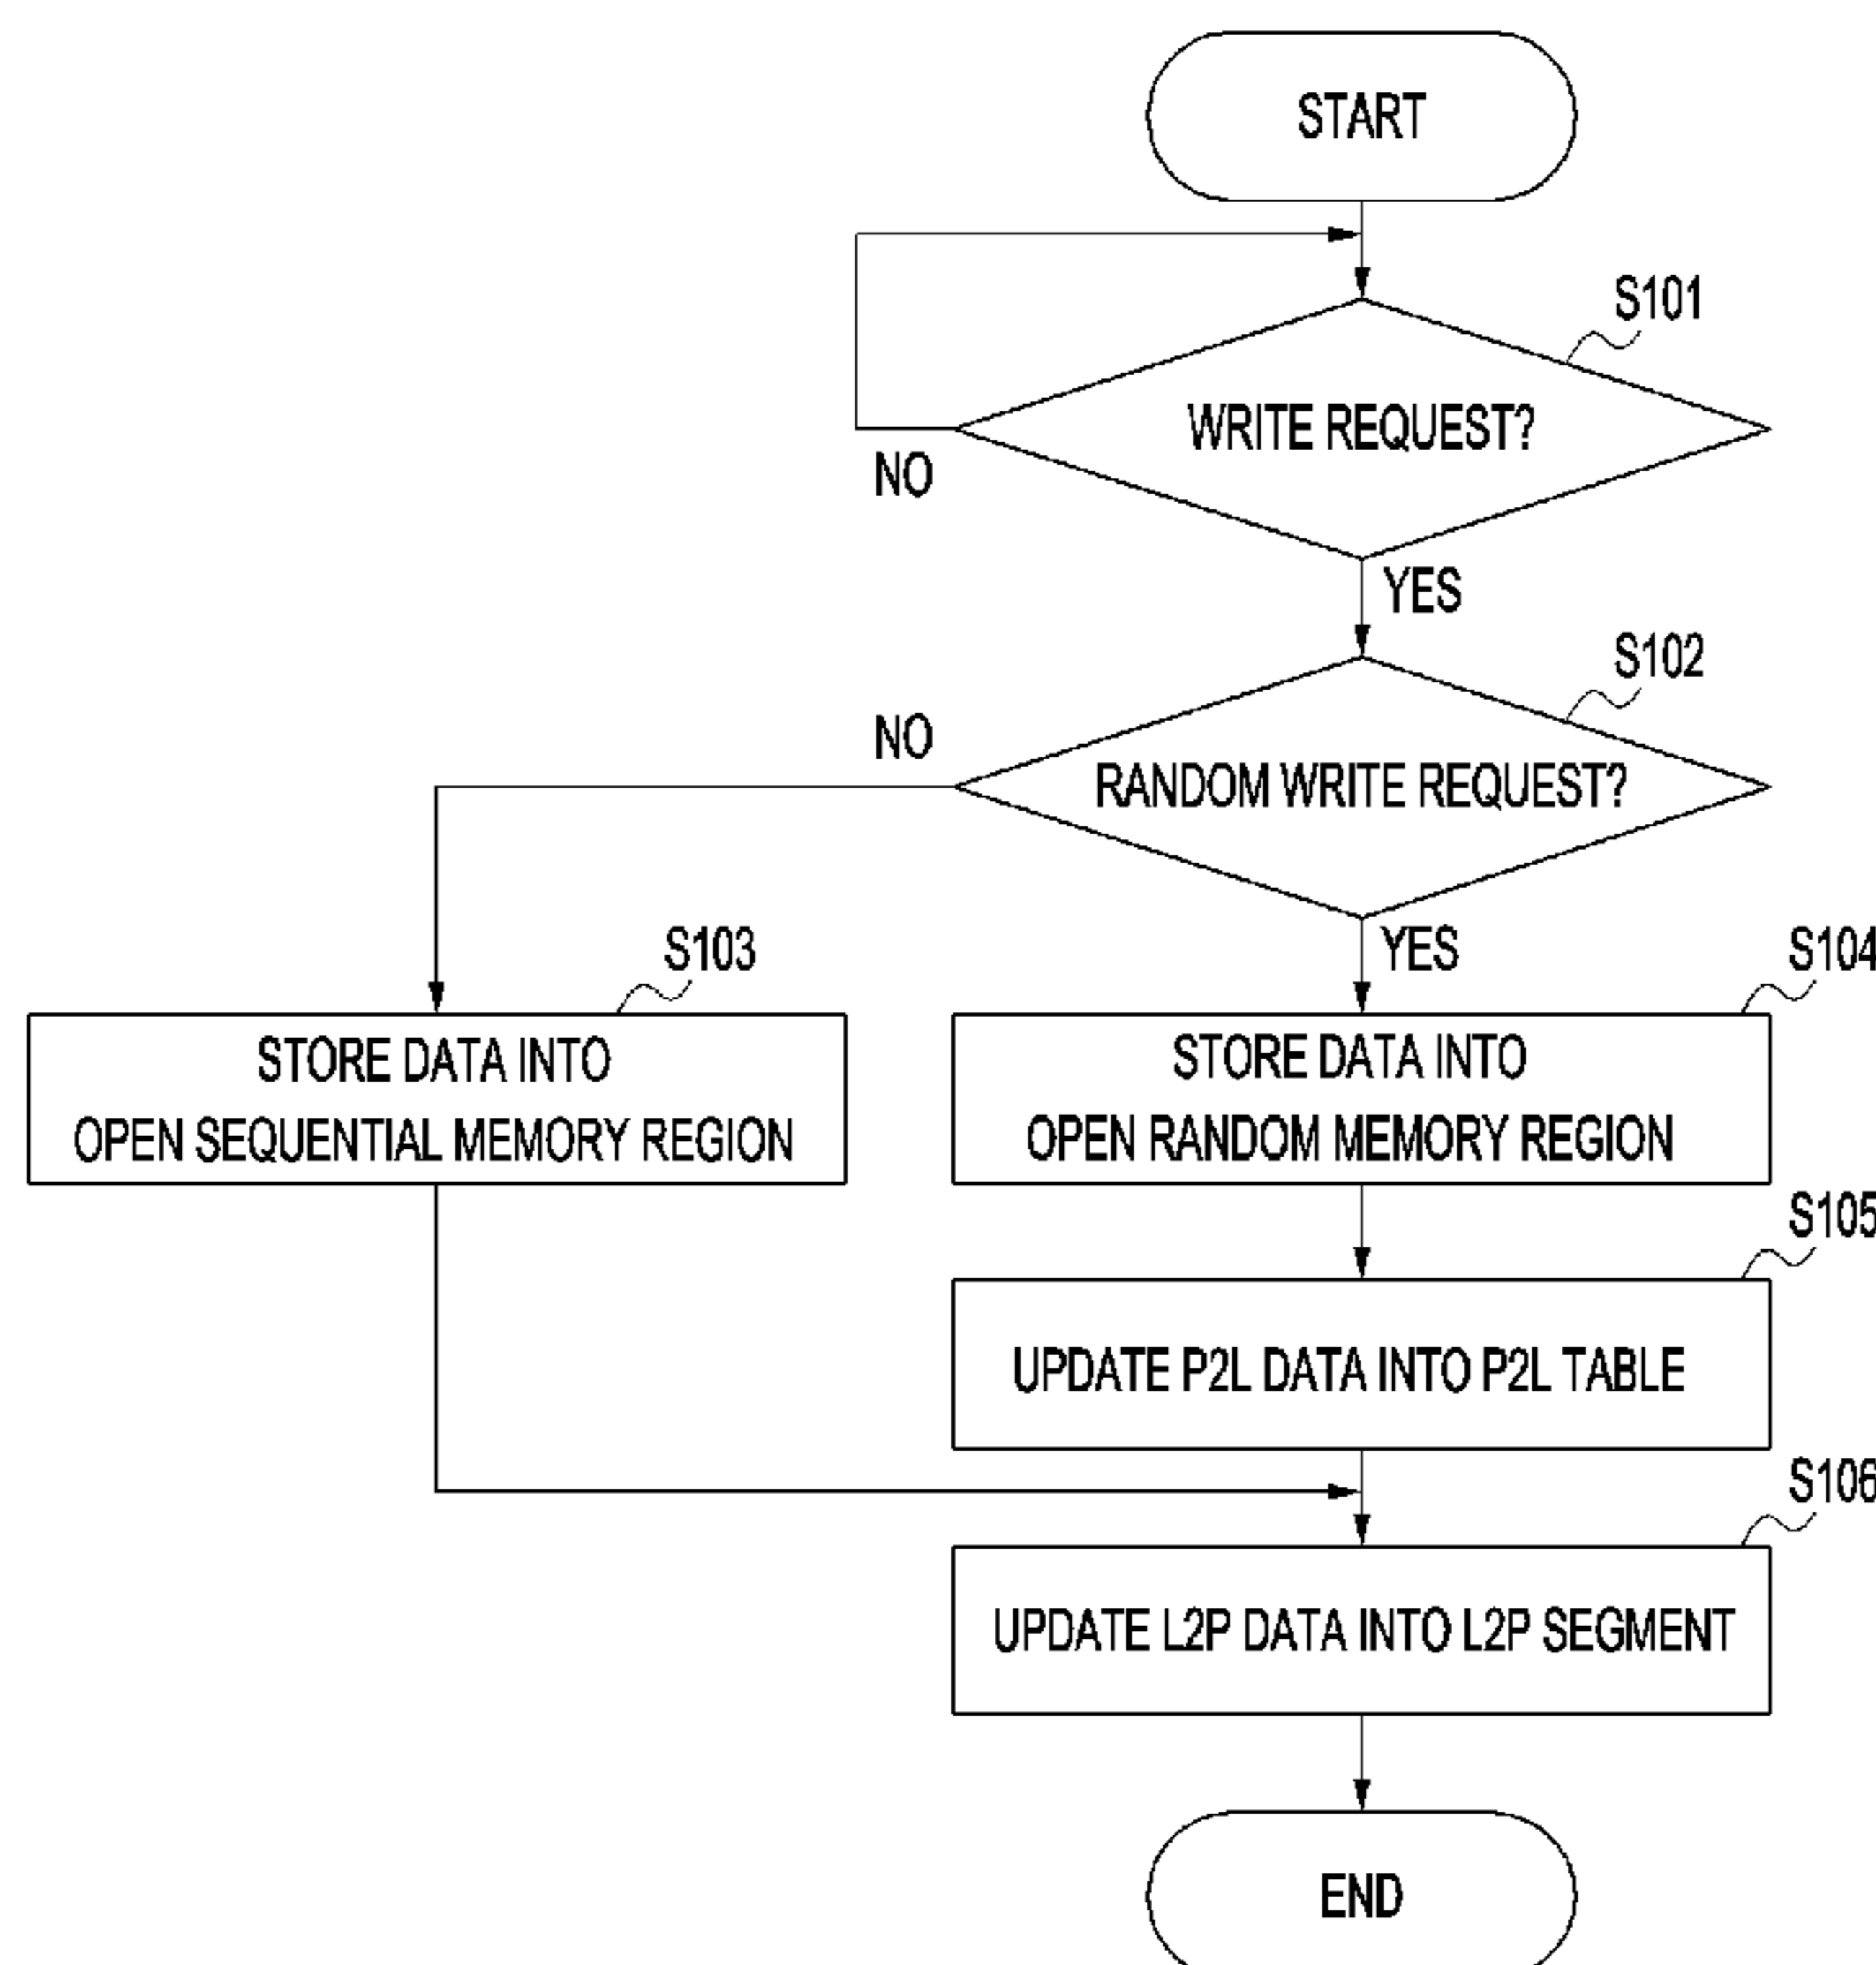 START
S101
WRITE REQUEST?
NO
YES
S102
NO
RANDOM WRITE REQUEST?
YES
S103
S104
STORE DATA INTO
OPEN SEQUENTIAL MEMORY REGION
STORE DATA INTO
OPEN RANDOM MEMORY REGION
S105
UPDATE P2L DATA INTO P2L TABLE
S106
UPDATE L2P DATA INTO L2P SEGMENT
END